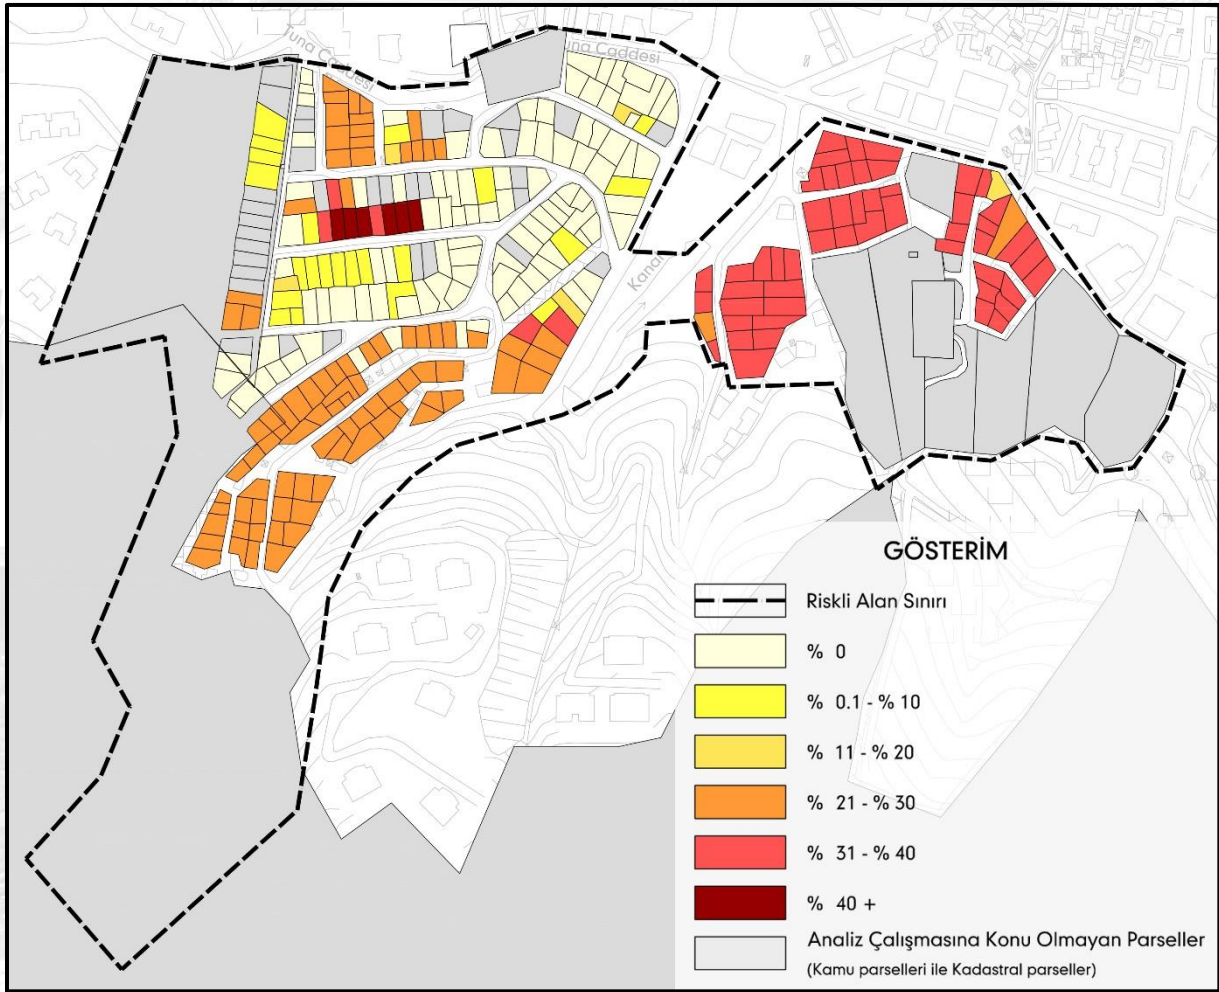 Tuna Caddesi
Tuna Caddesi
Kanal
GÖSTERİM
Riskli Alan Sınırı
% 0
% 0.1 - % 10
% 11 - % 20
% 21 - % 30
% 31 - % 40
% 40 +
Analiz Çalışmasına Konu Olmayan Parseller
(Kamu parselleri ile Kadastral parseller)